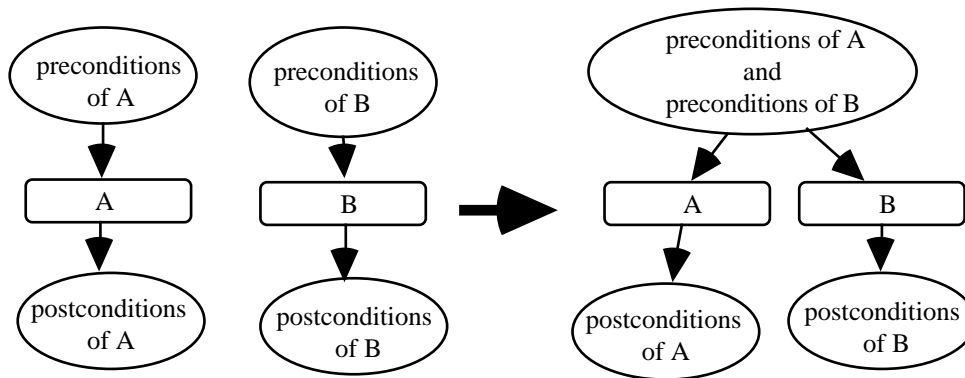 preconditions
of A
A
postconditions
of A
preconditions
of B
B
postconditions
of B
preconditions of A
and
preconditions of B
A
postconditions
of A
B
postconditions
of B